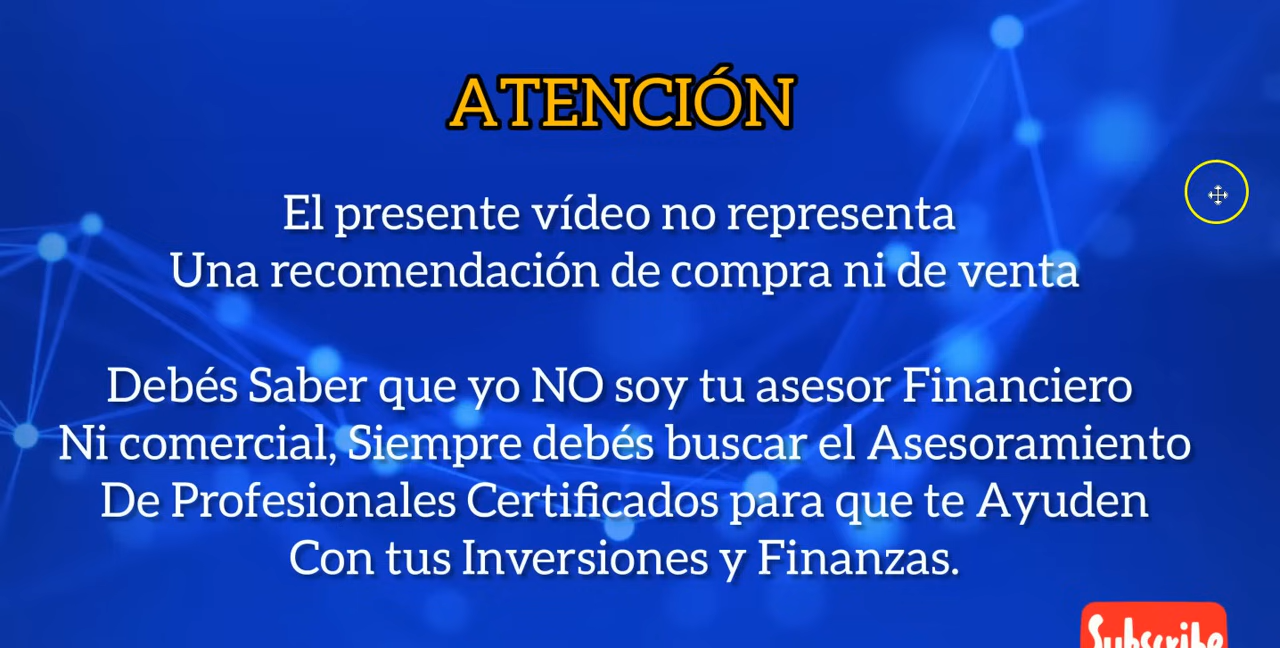 ATENCIÓN
El presente vídeo no representa
Una recomendación de compra ni de venta
Debés Saber que yo NO soy tu asesor Financiero
Ni comercial, Siempre debés buscar el Asesoramiento
De Profesionales Certificados para que te Ayuden
Con tus Inversiones y Finanzas.
Subscribe